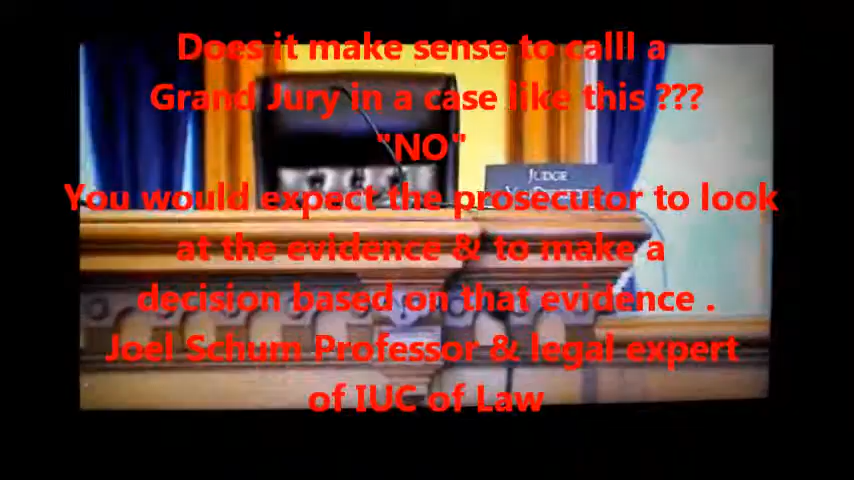 Does it make sense to calll a
Grand Jury in a case like this ???
"NO"
JUDGE
You would expect the prosecutor to look
at the evidence & to make a
decision based on that evidence .
Joel Schum Professor & legal expert
of IUC of Law